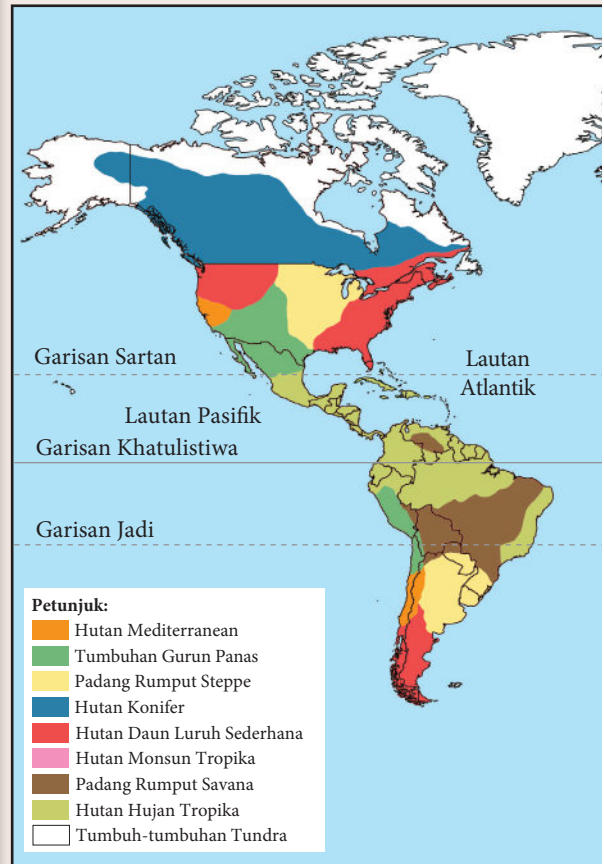 Garisan Sartan
Lautan
Atlantik
Lautan Pasifik
Garisan Khatulistiwa
Garisan Jadi
Petunjuk:
Hutan Mediterranean
Tumbuhan Gurun Panas
Padang Rumput Steppe
Hutan Konifer
Hutan Daun Luruh Sederhana
Hutan Monsun Tropika
Padang Rumput Savana
Hutan Hujan Tropika
Tumbuh-tumbuhan Tundra